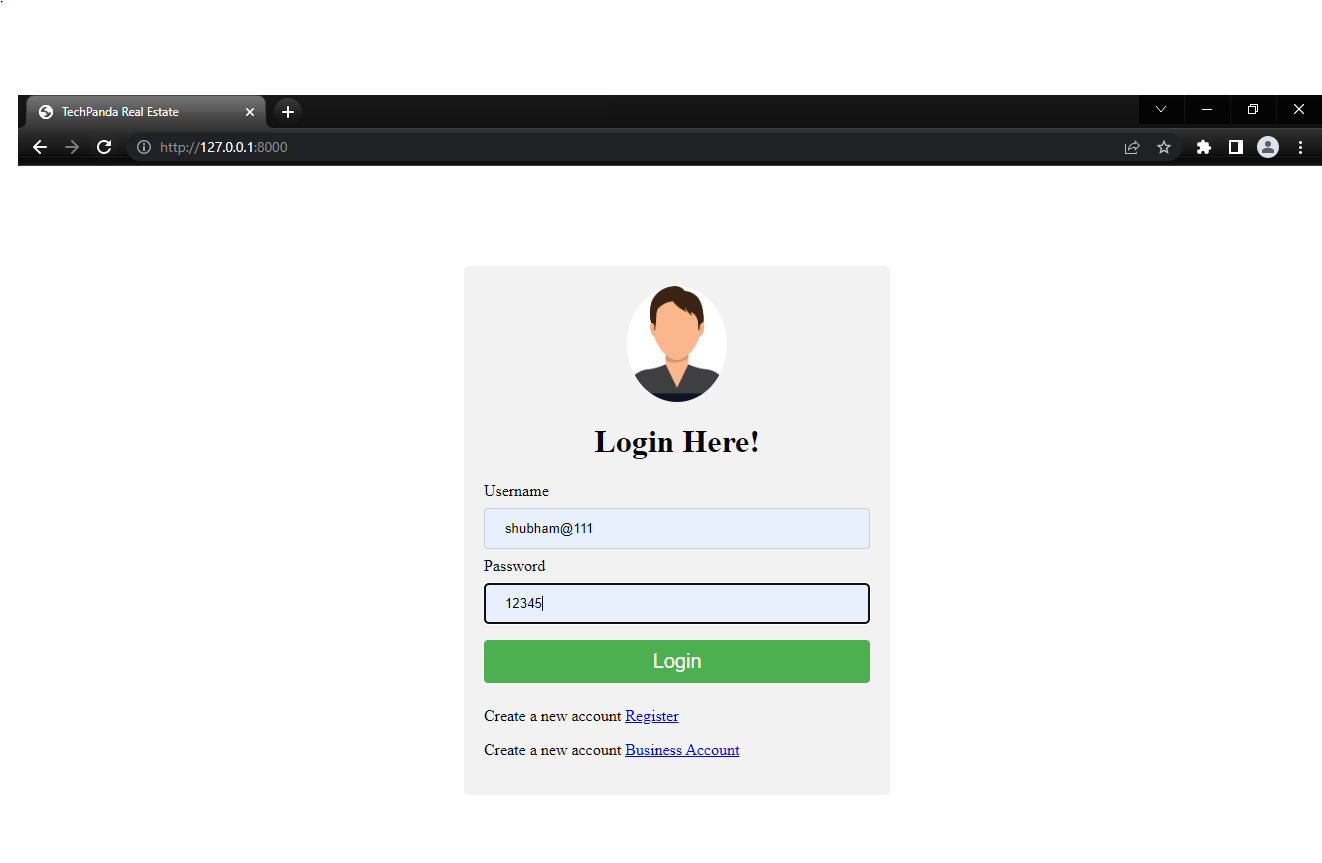 TechPanda Real Estate
http://127.0.0.1:8000
Login Here!
Username
shubham@111
Password
12345
Login
Create a new account Register
Create a new account Business Account